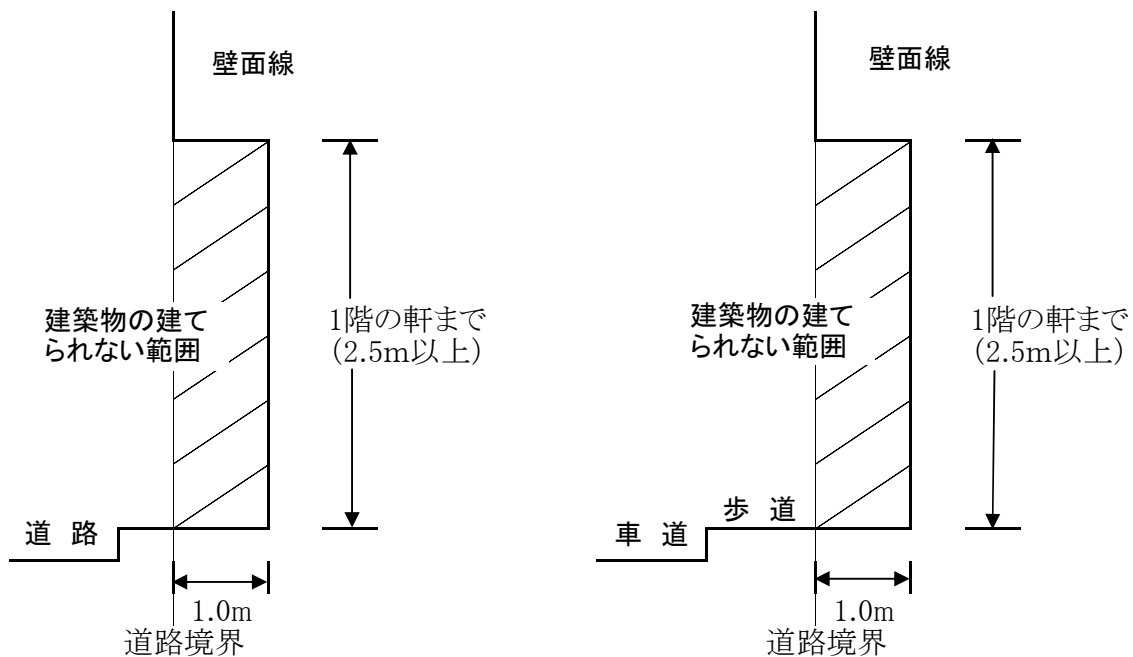 壁面線
建築物の建て
られない範囲
1階の軒まで
(2.5m以上)
道 路
1.0m
道路境界
壁面線
建築物の建て
られない範囲
1階の軒まで
(2.5m以上)
歩 道
車 道
1.0m
道路境界